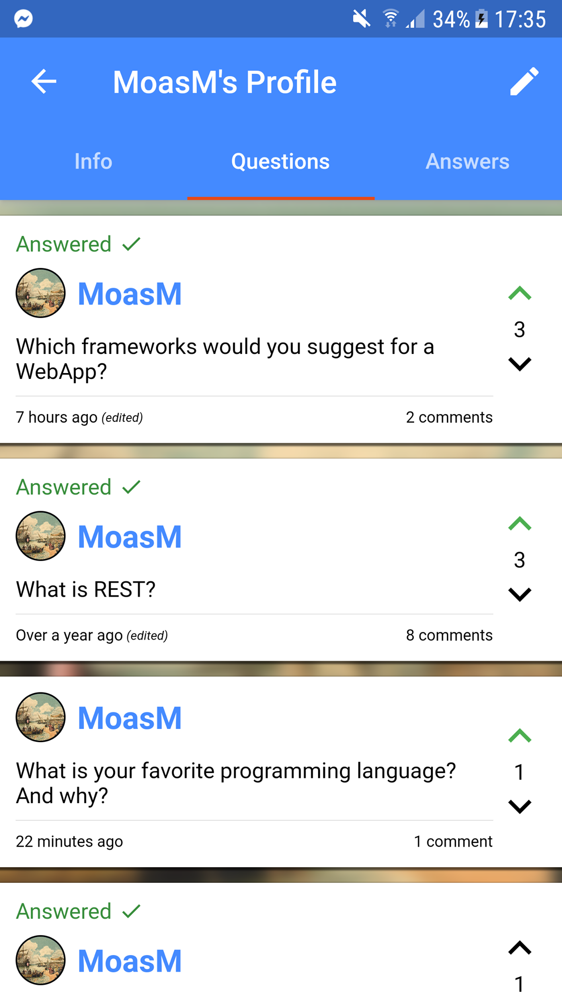 34% 17:35
MoasM's Profile
Info Questions Answers
Answered
MoasM
3
Which frameworks would you suggest for a
WebApp?
7 hours ago (edited) 2 comments
Answered
MoasM
3
What is REST?
Over a year ago (edited) 8 comments
MoasM
1
What is your favorite programming language?
And why?
22 minutes ago 1 comment
Answered
MoasM
1